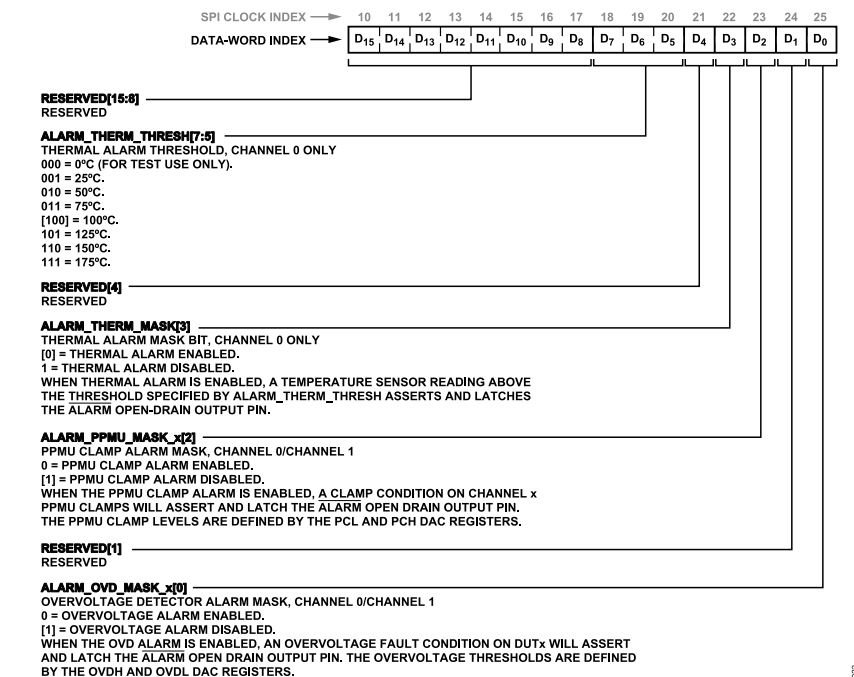 SPI CLOCK INDEX 10 11 12 13 14 15 16 17 18 19 20 21 22 23 24 25
DATA-WORD INDEX D15 D14 D13 D12 D11 D10 D9 D8 D7 D6 D5 D4 D3 D2 D1 D0
RESERVED[15:8]
RESERVED
ALARM_THERM_THRESH[7:5]
THERMAL ALARM THRESHOLD, CHANNEL 0 ONLY
000 = 0ºC (FOR TEST USE ONLY).
001 = 25ºC.
010 = 50ºC.
011 = 75ºC.
[100] = 100ºC.
101 = 125ºC.
110 = 150ºC.
111 = 175ºC.
RESERVED[4]
RESERVED
ALARM_THERM_MASK[3]
THERMAL ALARM MASK BIT, CHANNEL 0 ONLY
[0] = THERMAL ALARM ENABLED.
1 = THERMAL ALARM DISABLED.
WHEN THERMAL ALARM IS ENABLED, A TEMPERATURE SENSOR READING ABOVE
THE THRESHOLD SPECIFIED BY ALARM_THERM_THRESH ASSERTS AND LATCHES
THE ALARM OPEN-DRAIN OUTPUT PIN.
ALARM_PPMU_MASK_x[2]
PPMU CLAMP ALARM MASK, CHANNEL 0/CHANNEL 1
0 = PPMU CLAMP ALARM ENABLED.
[1] = PPMU CLAMP ALARM DISABLED.
WHEN THE PPMU CLAMP ALARM IS ENABLED, A CLAMP CONDITION ON CHANNEL x
PPMU CLAMPS WILL ASSERT AND LATCH THE ALARM OPEN DRAIN OUTPUT PIN.
THE PPMU CLAMP LEVELS ARE DEFINED BY THE PCL AND PCH DAC REGISTERS.
RESERVED[1]
RESERVED
ALARM_OVD_MASK_x[0]
OVERVOLTAGE DETECTOR ALARM MASK, CHANNEL 0/CHANNEL 1
0 = OVERVOLTAGE ALARM ENABLED.
[1] = OVERVOLTAGE ALARM DISABLED.
WHEN THE OVD ALARM IS ENABLED, AN OVERVOLTAGE FAULT CONDITION ON DUTx WILL ASSERT
AND LATCH THE ALARM OPEN DRAIN OUTPUT PIN. THE OVERVOLTAGE THRESHOLDS ARE DEFINED
BY THE OVDH AND OVDL DAC REGISTERS.